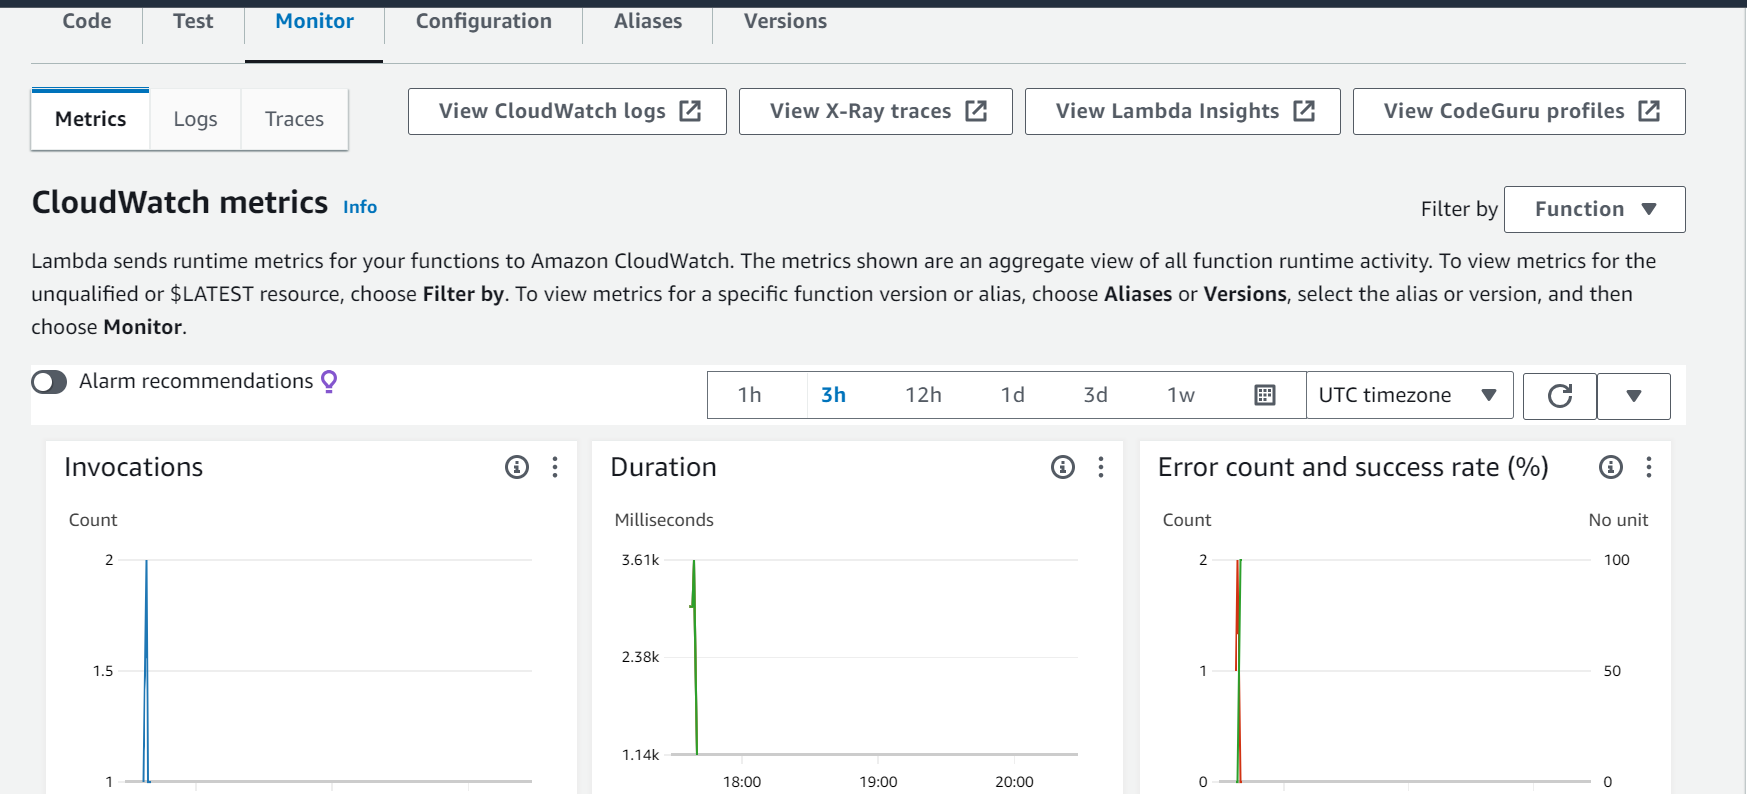 Code Test Monitor Configuration Aliases Versions
Metrics Logs Traces View CloudWatch logs View X-Ray traces View Lambda Insights View CodeGuru profiles
CloudWatch metrics Info
Filter by Function
Lambda sends runtime metrics for your functions to Amazon CloudWatch. The metrics shown are an aggregate view of all function runtime activity. To view metrics for the
unqualified or $LATEST resource, choose Filter by. To view metrics for a specific function version or alias, choose Aliases or Versions, select the alias or version, and then
choose Monitor.
Alarm recommendations 1h 3h 12h 1d 3d 1w UTC timezone
Invocations
Count
2
1.5
1
Duration
Milliseconds
3.61k
2.38k
1.14k
18:00 19:00 20:00
Error count and success rate (%)
Count No unit
2 100
1 50
0 0